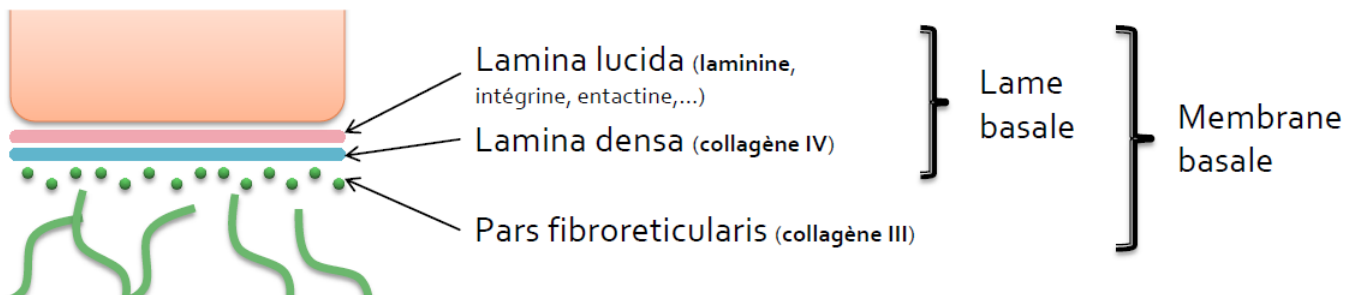 Lamina lucida (laminine,
intégrine, entactine,...)
Lamina densa (collagène IV)
Pars fibroreticularis (collagène III)
Lame
basale
Membrane
basale